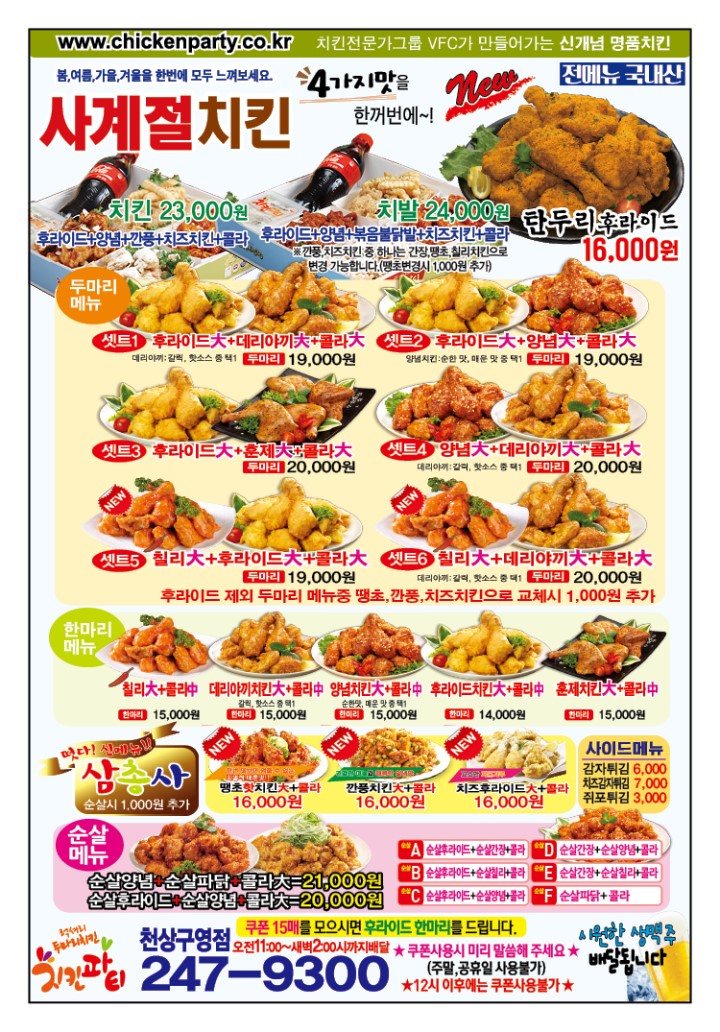 www.chickenparty.co.kr 치킨전문가그룹 VFC가 만들어가는 신개념 명품치킨
봄,여름,가을,겨울을 한번에 모두 느껴보세요.
사계절치킨
4가지맛을
한꺼번에~!
New
전메뉴 국내산
치킨 23,000원
후라이드+양념+깐풍+치즈치킨+콜라
치발 24,000원
후라이드+양념+볶음불닭발+치즈치킨+콜라
※ 깐풍,치즈치킨 중 하나는 간장,땡초,칠리치킨으로
변경 가능합니다.(땡초변경시 1,000원 추가)
탄두리후라이드
16,000원
두마리
메뉴
셋트1 후라이드大+데리야끼大+콜라大
데리야끼:갈릭, 핫소스 중 택1 두마리 19,000원
셋트2 후라이드大+양념大+콜라大
양념치킨:순한 맛, 매운 맛 중 택1 두마리 19,000원
셋트3 후라이드大+훈제大+콜라大
두마리 20,000원
셋트4 양념大+데리야끼大+콜라大
데리야끼:갈릭, 핫소스 중 택1 두마리 20,000원
NEW
셋트5 칠리大+후라이드大+콜라大
두마리 19,000원
NEW
셋트6 칠리大+데리야끼大+콜라大
데리야끼:갈릭, 핫소스 중 택1 두마리 20,000원
후라이드 제외 두마리 메뉴중 땡초,깐풍,치즈치킨으로 교체시 1,000원 추가
한마리
메뉴
칠리大+콜라中
한마리 15,000원
데리야끼치킨大+콜라中
갈릭, 핫소스 중 택1
한마리 15,000원
양념치킨大+콜라中
순한맛, 매운 맛 중 택1
한마리 15,000원
후라이드치킨大+콜라中
한마리 14,000원
훈제치킨大+콜라中
한마리 15,000원
떴다! 신메뉴!!
삼총사
순살시 1,000원 추가
NEW
땡초핫치킨大+콜라
16,000원
NEW
깐풍치킨大+콜라
16,000원
NEW
치즈후라이드大+콜라
16,000원
사이드메뉴
감자튀김 6,000
치즈감자튀김 7,000
쥐포튀김 3,000
순살
메뉴
순살양념+순살파닭+콜라大=21,000원
순살후라이드+순살양념+콜라大=20,000원
순살A 순살후라이드+순살간장+콜라
순살B 순살후라이드+순살칠리+콜라
순살C 순살후라이드+순살양념+콜라
순살D 순살간장+순살양념+콜라
순살E 순살간장+순살칠리+콜라
순살F 순살파닭+콜라
두마리치킨
치킨파티
천상구영점
쿠폰 15매를 모으시면 후라이드 한마리를 드립니다.
오전11:00~새벽2:00시까지배달
247-9300
★ 쿠폰사용시 미리 말씀해 주세요 ★
(주말,공휴일 사용불가)
★12시 이후에는 쿠폰사용불가★
시원한 생맥주
배달됩니다